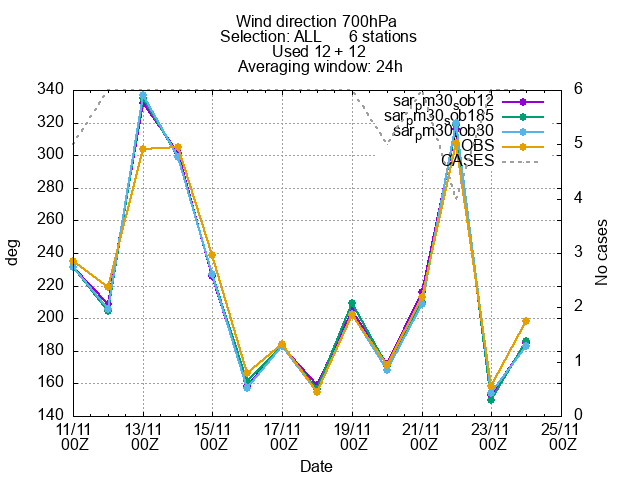 Wind direction 700hPa
Selection: ALL 6 stations
Used 12 + 12
Averaging window: 24h
340
320
300
280
260
240
220
200
180
160
140
deg
6
5
4
3
2
1
0
No cases
sarpm30sob12
sarpm30sob185
sarpm30sob30
OBS
CASES
11/11 13/11 15/11 17/11 19/11 21/11 23/11 25/11
00Z 00Z 00Z 00Z 00Z 00Z 00Z 00Z
Date